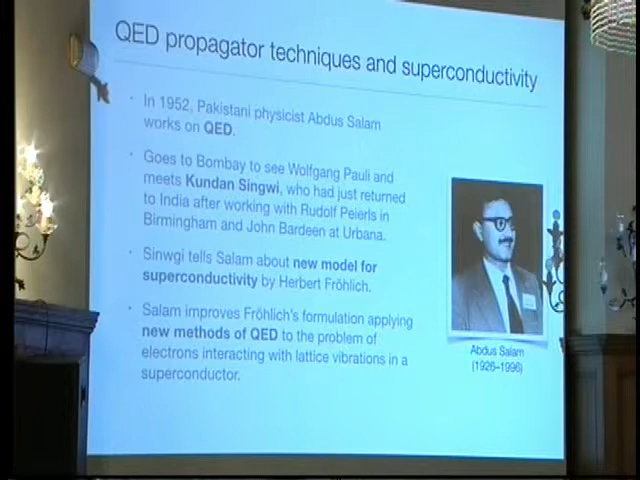 QED propagator techniques and superconductivity
· In 1952, Pakistani physicist Abdus Salam
works on QED.
· Goes to Bombay to see Wolfgang Pauli and
meets Kundan Singwi, who had just returned
to India after working with Rudolf Peierls in
Birmingham and John Bardeen at Urbana.
· Sinwgi tells Salam about new model for
superconductivity by Herbert Fröhlich.
· Salam improves Fröhlich's formulation applying
new methods of QED to the problem of
electrons interacting with lattice vibrations in a
superconductor.
Abdus Salam
(1926–1996)